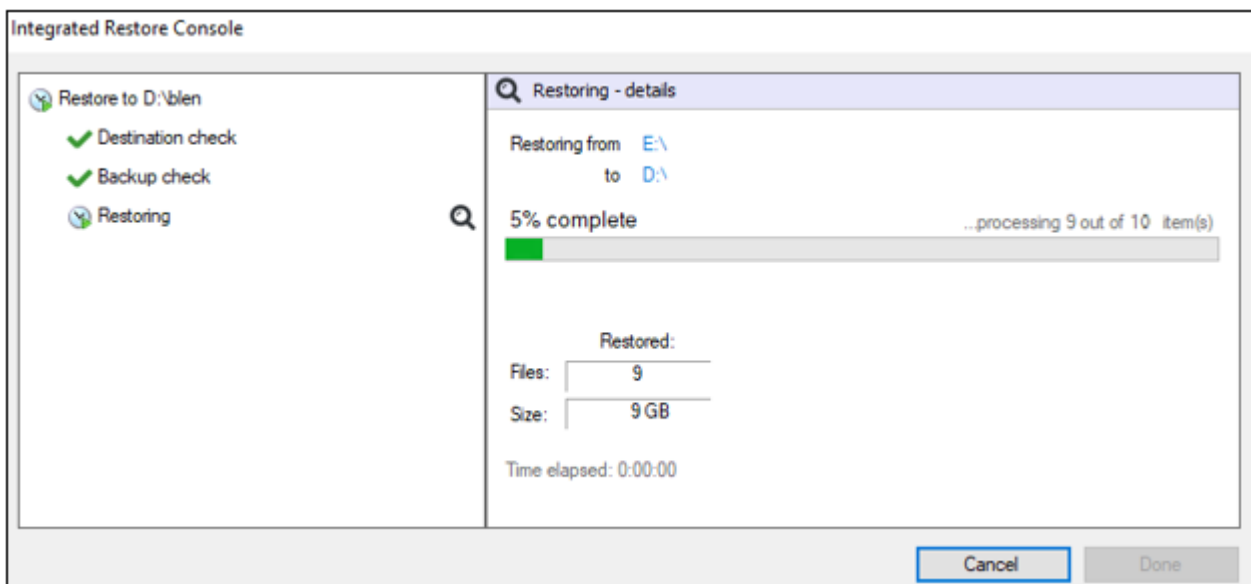 Integrated Restore Console
Restore to D:\blen
Destination check
Backup check
Restoring
Restoring - details
Restoring from E:\
to D:\
5% complete ...processing 9 out of 10 item(s)
Restored:
Files: 9
Size: 9 GB
Time elapsed: 0:00:00
Cancel Done